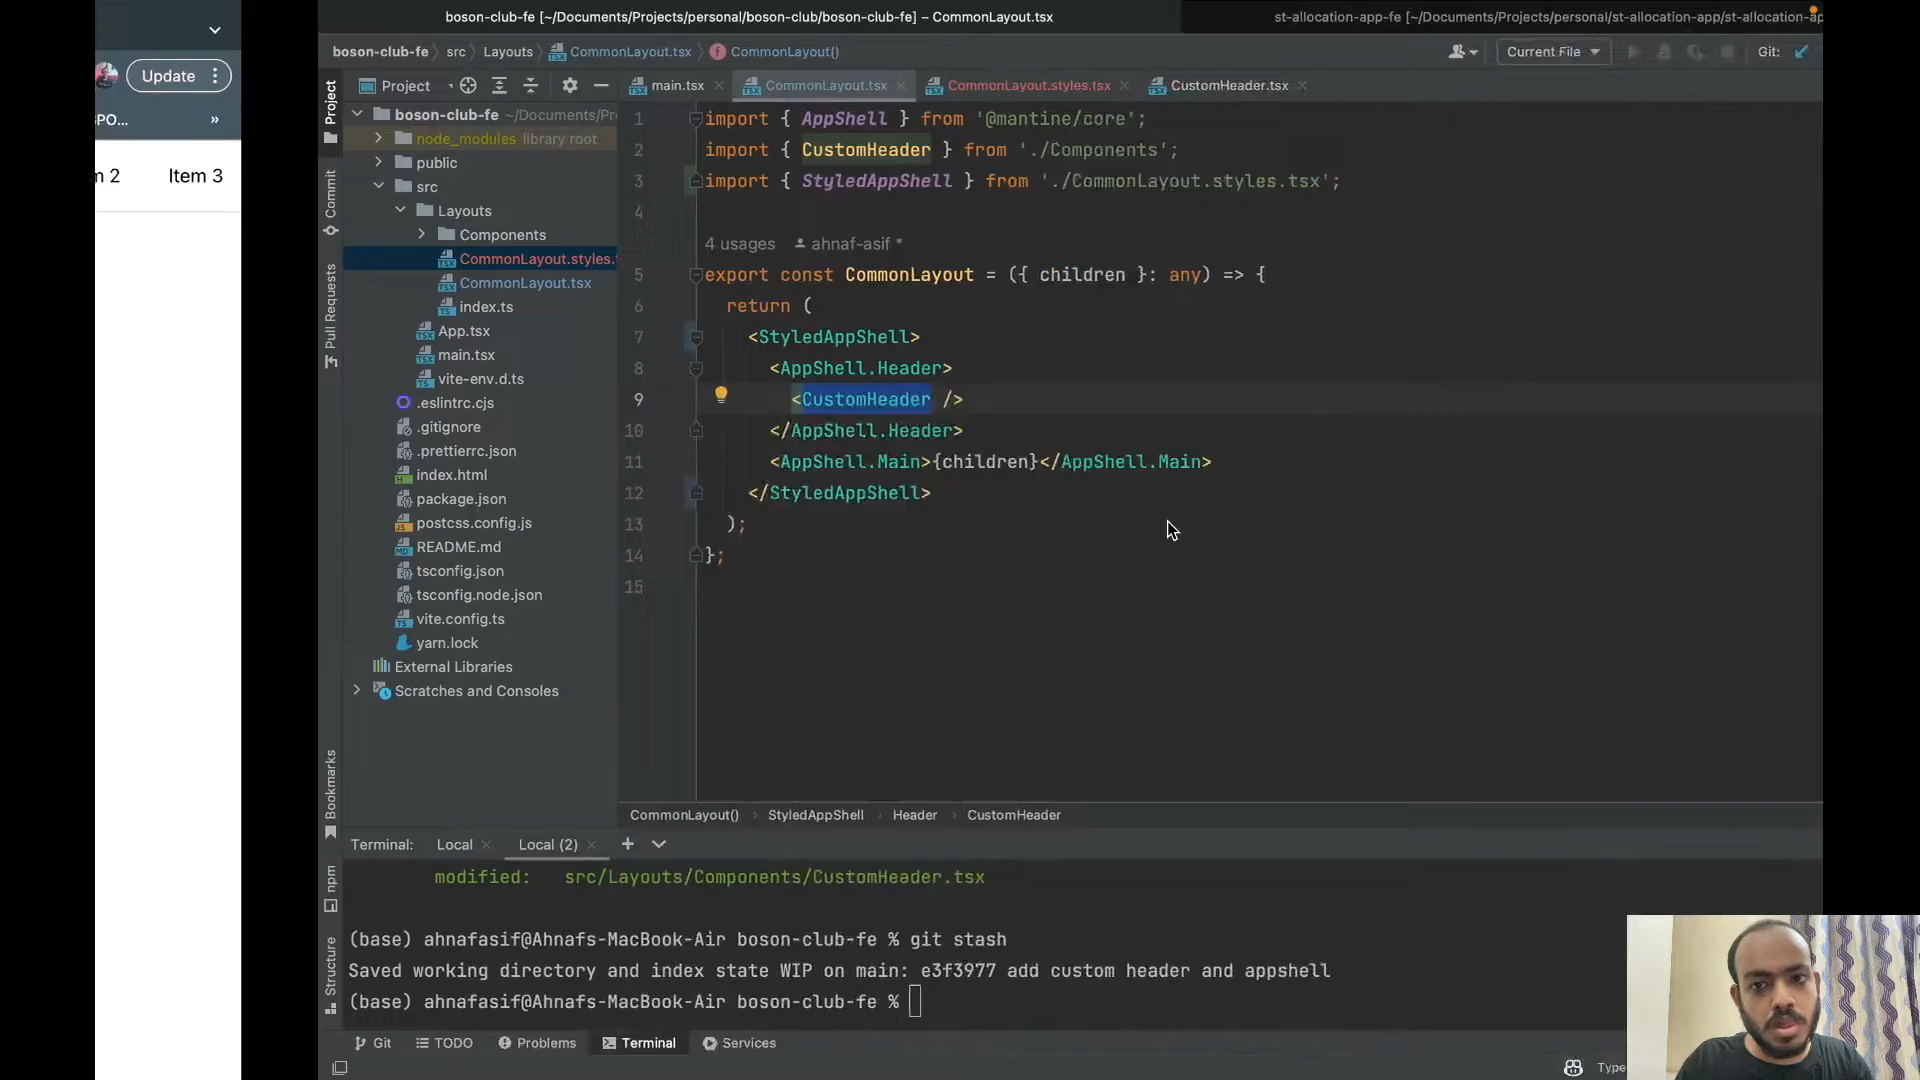 boson-club-fe [~/Documents/Projects/personal/boson-club/boson-club-fe] – CommonLayout.tsx
st-allocation-app-fe [~/Documents/Projects/personal/st-allocation-app/st-allocation-ap
Update
PO...
»
m 2
Item 3
boson-club-fe
src
Layouts
CommonLayout.tsx
CommonLayout()
Current File
Git:
Project
main.tsx
CommonLayout.tsx
CommonLayout.styles.tsx
CustomHeader.tsx
Project
Commit
Pull Requests
Bookmarks
npm
Structure
boson-club-fe ~/Documents/Pr
node_modules library root
public
src
Layouts
Components
CommonLayout.styles.
CommonLayout.tsx
index.ts
App.tsx
main.tsx
vite-env.d.ts
.eslintrc.cjs
.gitignore
.prettierrc.json
index.html
package.json
postcss.config.js
README.md
tsconfig.json
tsconfig.node.json
vite.config.ts
yarn.lock
External Libraries
Scratches and Consoles
1 import { AppShell } from '@mantine/core';
2 import { CustomHeader } from './Components';
3 import { StyledAppShell } from './CommonLayout.styles.tsx';
4
4 usages ahnaf-asif *
5 export const CommonLayout = ({ children }: any) => {
6 return (
7 <StyledAppShell>
8 <AppShell.Header>
9 <CustomHeader />
10 </AppShell.Header>
11 <AppShell.Main>{children}</AppShell.Main>
12 </StyledAppShell>
13 );
14 };
15
CommonLayout()
StyledAppShell
Header
CustomHeader
Terminal:
Local
Local (2)
modified: src/Layouts/Components/CustomHeader.tsx
(base) ahnafasif@Ahnafs-MacBook-Air boson-club-fe % git stash
Saved working directory and index state WIP on main: e3f3977 add custom header and appshell
(base) ahnafasif@Ahnafs-MacBook-Air boson-club-fe %
Git
TODO
Problems
Terminal
Services
Type